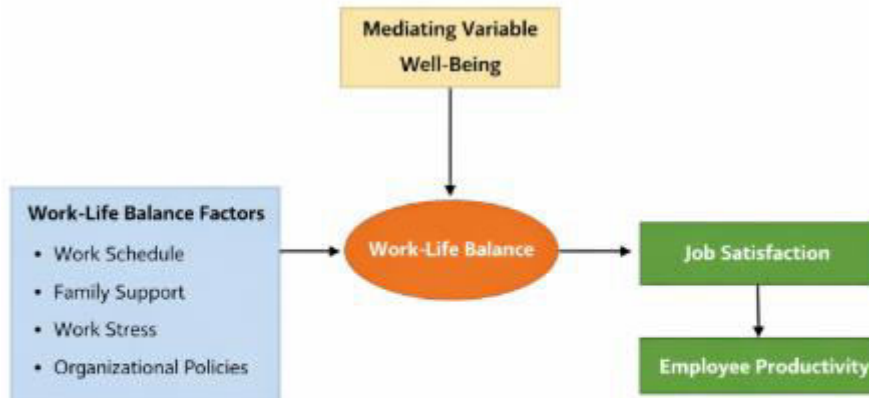 Mediating Variable
Well-Being
Work-Life Balance Factors
• Work Schedule
• Family Support
• Work Stress
• Organizational Policies
Work-Life Balance
Job Satisfaction
Employee Productivity